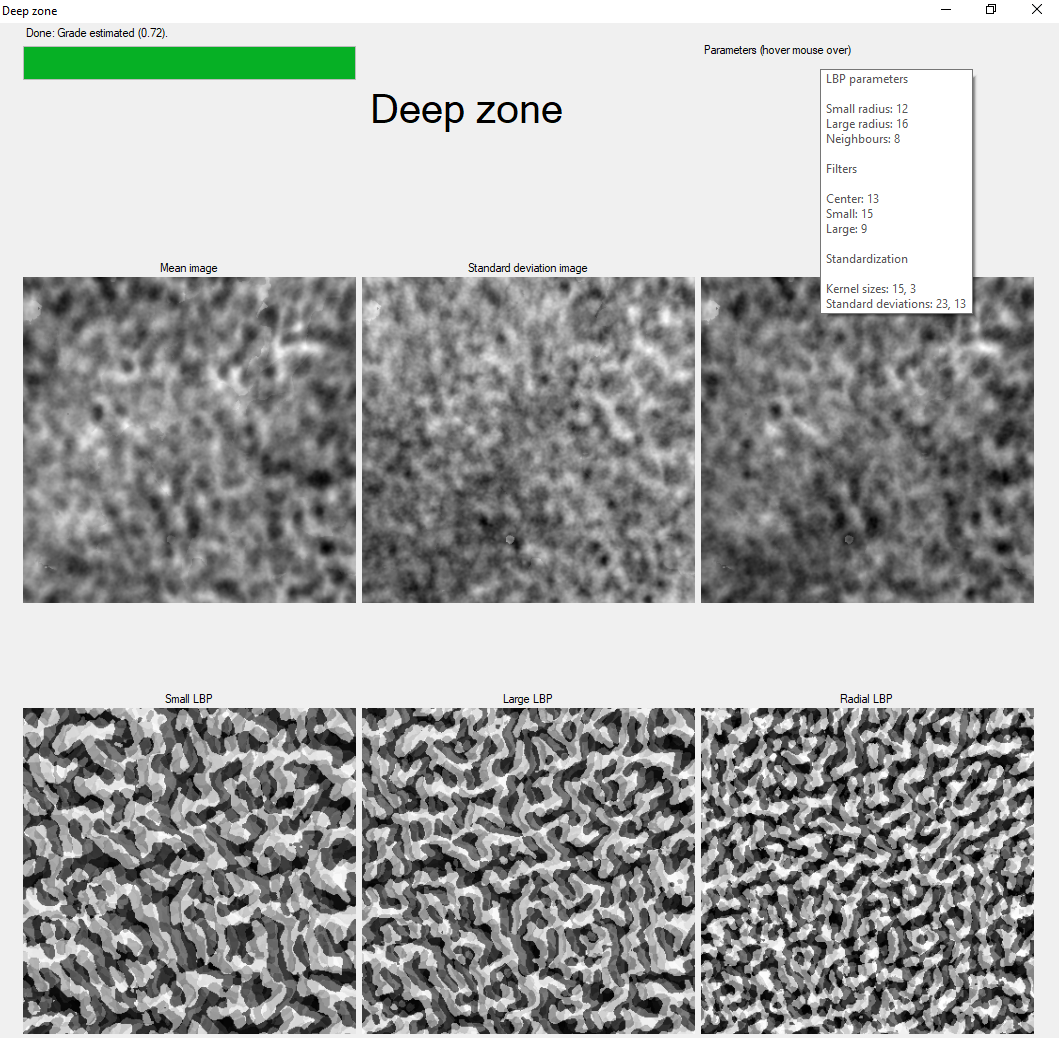 Deep zone
Done: Grade estimated (0.72).
Parameters (hover mouse over)
LBP parameters
Small radius: 12
Large radius: 16
Neighbours: 8
Filters
Center: 13
Small: 15
Large: 9
Standardization
Kernel sizes: 15, 3
Standard deviations: 23, 13
Deep zone
Mean image
Standard deviation image
Small LBP
Large LBP
Radial LBP